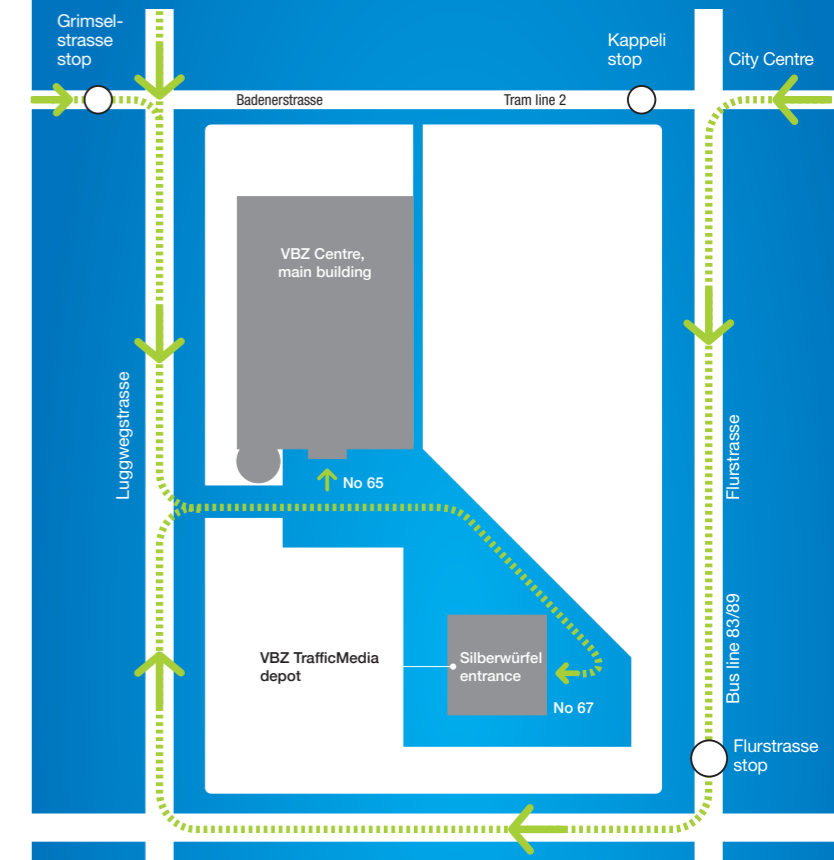 Grimsel-
strasse
stop
Kappeli
stop
City Centre
Badenerstrasse
Tram line 2
VBZ Centre,
main building
Luggwegstrasse
Flurstrasse
No 65
Bus line 83/89
VBZ TrafficMedia
depot
Silberwürfel
entrance
No 67
Flurstrasse
stop